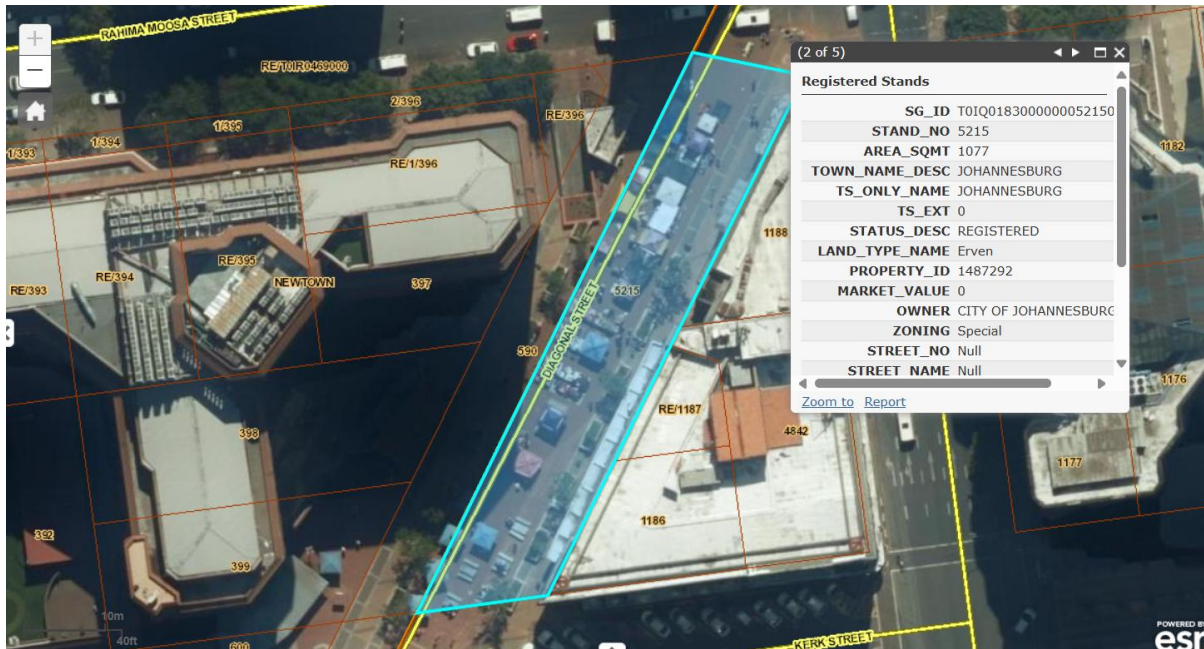 RAHIMA MOOSA STREET
RE/T0IR0469000
2/396
1/395
1/394
1/393
RE/396
RE/1/396
1188
1182
RE/395
RE/394
NEWTOWN
397
RE/393
5215
DIAGONAL STREET
590
RE/1187
4842
1176
398
1177
1186
392
399
600
KERK STREET
10m
40ft
+
−
(2 of 5)
Registered Stands
SG_ID T0IQ0183000000052150
STAND_NO 5215
AREA_SQMT 1077
TOWN_NAME_DESC JOHANNESBURG
TS_ONLY_NAME JOHANNESBURG
TS_EXT 0
STATUS_DESC REGISTERED
LAND_TYPE_NAME Erven
PROPERTY_ID 1487292
MARKET_VALUE 0
OWNER CITY OF JOHANNESBURG
ZONING Special
STREET_NO Null
STREET_NAME Null
Zoom to Report
POWERED BY
esri